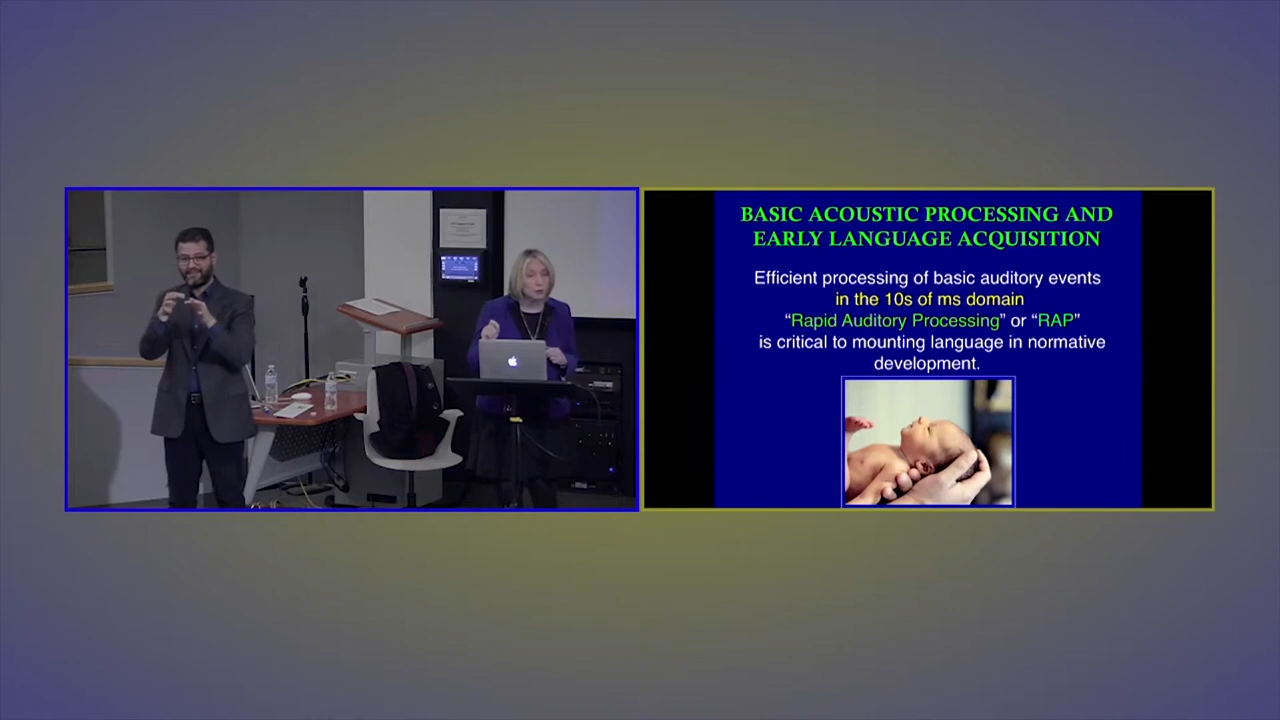 BASIC ACOUSTIC PROCESSING AND
EARLY LANGUAGE ACQUISITION
Efficient processing of basic auditory events
in the 10s of ms domain
“Rapid Auditory Processing” or “RAP”
is critical to mounting language in normative
development.